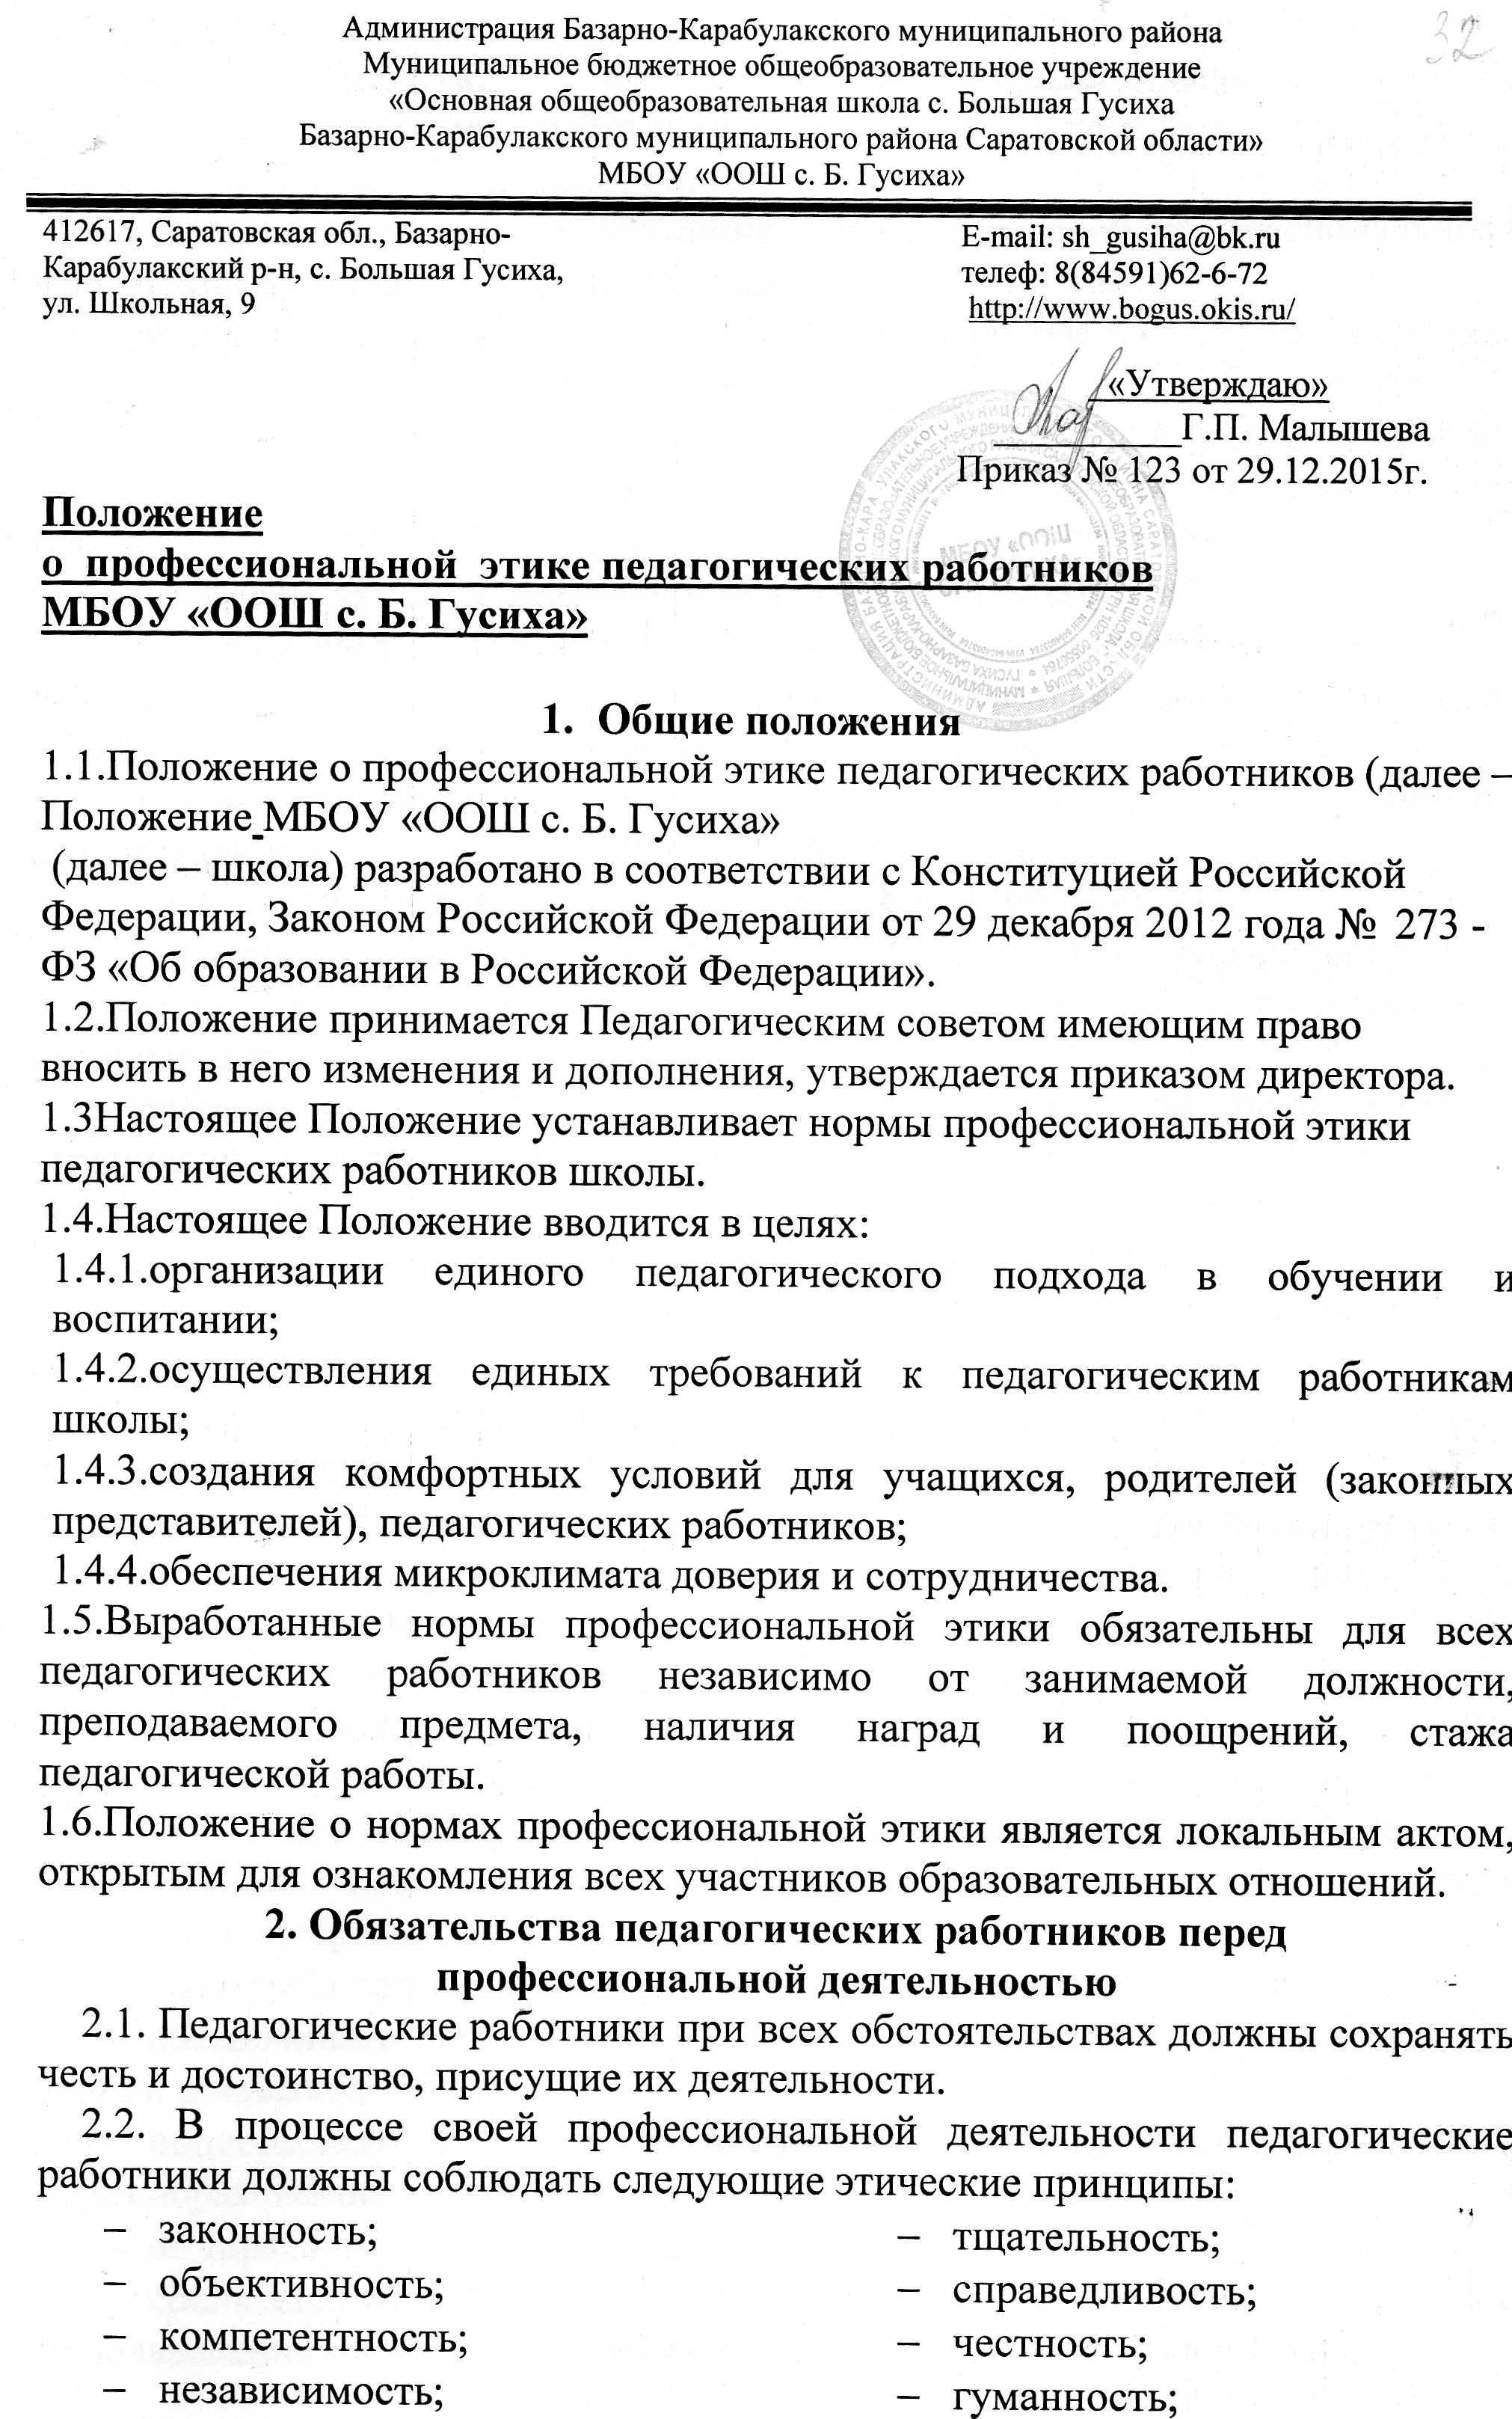 32
Администрация Базарно-Карабулакского муниципального района
Муниципальное бюджетное общеобразовательное учреждение
«Основная общеобразовательная школа с. Большая Гусиха
Базарно-Карабулакского муниципального района Саратовской области»
МБОУ «ООШ с. Б. Гусиха»
412617, Саратовская обл., Базарно-
Карабулакский р-н, с. Большая Гусиха,
ул. Школьная, 9
E-mail: sh_gusiha@bk.ru
телеф: 8(84591)62-6-72
http://www.bogus.okis.ru/
«Утверждаю»
Г.П. Малышева
Приказ № 123 от 29.12.2015г.
МБОУ «ООШ
Положение
о профессиональной этике педагогических работников
МБОУ «ООШ с. Б. Гусиха»
1. Общие положения
1.1.Положение о профессиональной этике педагогических работников (далее –
Положение МБОУ «ООШ с. Б. Гусиха»
(далее – школа) разработано в соответствии с Конституцией Российской
Федерации, Законом Российской Федерации от 29 декабря 2012 года № 273 -
ФЗ «Об образовании в Российской Федерации».
1.2.Положение принимается Педагогическим советом имеющим право
вносить в него изменения и дополнения, утверждается приказом директора.
1.3Настоящее Положение устанавливает нормы профессиональной этики
педагогических работников школы.
1.4.Настоящее Положение вводится в целях:
1.4.1.организации единого педагогического подхода в обучении и
воспитании;
1.4.2.осуществления единых требований к педагогическим работникам
школы;
1.4.3.создания комфортных условий для учащихся, родителей (законных
представителей), педагогических работников;
1.4.4.обеспечения микроклимата доверия и сотрудничества.
1.5.Выработанные нормы профессиональной этики обязательны для всех
педагогических работников независимо от занимаемой должности,
преподаваемого предмета, наличия наград и поощрений, стажа
педагогической работы.
1.6.Положение о нормах профессиональной этики является локальным актом,
открытым для ознакомления всех участников образовательных отношений.
2. Обязательства педагогических работников перед
профессиональной деятельностью
2.1. Педагогические работники при всех обстоятельствах должны сохранять
честь и достоинство, присущие их деятельности.
2.2. В процессе своей профессиональной деятельности педагогические
работники должны соблюдать следующие этические принципы:
– законность;
– объективность;
– компетентность;
– независимость;
– тщательность;
– справедливость;
– честность;
– гуманность;